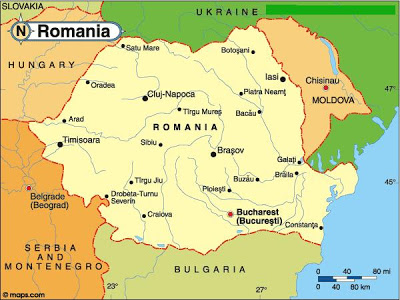 SLOVAKIA
UKRAINE
N Romania
Satu Mare
Botoşani
HUNGARY
Iasi
Oradea
Chisinau
Cluj-Napoca
Piatra Neamţ
MOLDOVA
47°
Tîrgu Mureş
Bacău
Arad
ROMANIA
Timisoara
Sibiu
Braşov
Galaţi
Tîrgu Jiu
Buzău
Brăila
45°
Belgrade
(Beograd)
Drobeta-Turnu
Severin
Ploieşti
Craiova
Bucharest
(Bucureşti)
Constanţa
SERBIA
AND
MONTENEGRO
BULGARIA
0 40 80 mi
0 40 80 km
23°
27°
©maps.com